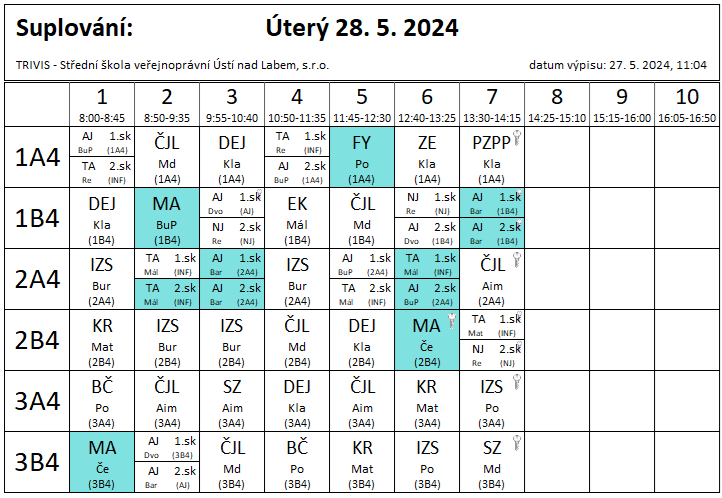 Suplování: Úterý 28. 5. 2024
TRIVIS - Střední škola veřejnoprávní Ústí nad Labem, s.r.o. datum výpisu: 27. 5. 2024, 11:04
1 2 3 4 5 6 7 8 9 10
8:00-8:45 8:50-9:35 9:55-10:40 10:50-11:35 11:45-12:30 12:40-13:25 13:30-14:15 14:25-15:10 15:15-16:00 16:05-16:50
1A4
AJ 1.sk
BuP (1A4)
TA 2.sk
Re (INF)
ČJL
Md
(1A4)
DEJ
Kla
(1A4)
TA 1.sk
Re (INF)
AJ 2.sk
BuP (1A4)
FY
Po
(1A4)
ZE
Kla
(1A4)
PZPP
Kla
(1A4)
1B4
DEJ
Kla
(1B4)
MA
BuP
(1B4)
AJ 1.sk
Dvo (AJ)
NJ 2.sk
Re (NJ)
EK
Mál
(1B4)
ČJL
Md
(1B4)
NJ 1.sk
Re (NJ)
AJ 2.sk
Dvo (1B4)
AJ 1.sk
Bar (1B4)
AJ 2.sk
Bar (1B4)
2A4
IZS
Bur
(2A4)
TA 1.sk
Mál (INF)
TA 2.sk
Mál (INF)
AJ 1.sk
Bar (2A4)
AJ 2.sk
Bar (2A4)
IZS
Bur
(2A4)
AJ 1.sk
BuP (2A4)
TA 2.sk
Mál (INF)
TA 1.sk
Mál (INF)
AJ 2.sk
BuP (2A4)
ČJL
Aim
(2A4)
2B4
KR
Mat
(2B4)
IZS
Bur
(2B4)
IZS
Bur
(2B4)
ČJL
Md
(2B4)
DEJ
Kla
(2B4)
MA
Če
(2B4)
TA 1.sk
Mat (INF)
NJ 2.sk
Re (NJ)
3A4
BČ
Po
(3A4)
ČJL
Aim
(3A4)
SZ
Aim
(3A4)
DEJ
Kla
(3A4)
ČJL
Aim
(3A4)
KR
Mat
(3A4)
IZS
Po
(3A4)
3B4
MA
Če
(3B4)
AJ 1.sk
Dvo (3B4)
AJ 2.sk
Bar (AJ)
ČJL
Md
(3B4)
BČ
Po
(3B4)
KR
Mat
(3B4)
IZS
Po
(3B4)
SZ
Md
(3B4)